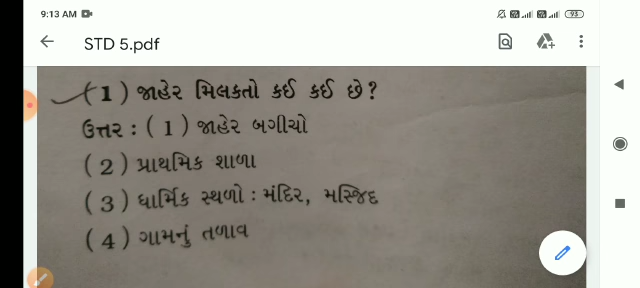 9:13 AM
93
STD 5.pdf
(1) જાહેર મિલકતો કઈ કઈ છે?
ઉત્તર : (1) જાહેર બગીચો
(2) પ્રાથમિક શાળા
(3) ધાર્મિક સ્થળો : મંદિર, મસ્જિદ
(4) ગામનું તળાવ